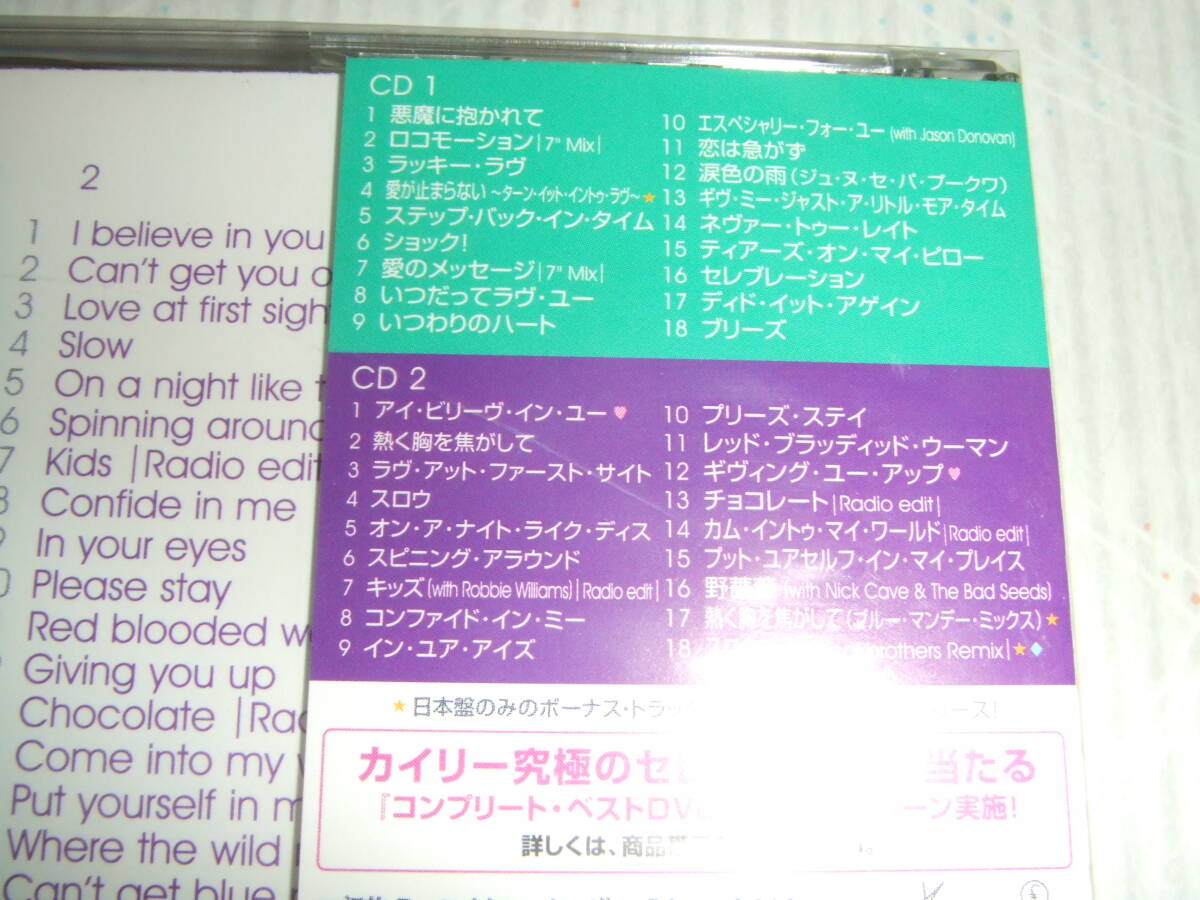 2
1 I believe in you
2 Can't get you
3 Love at first sigh
4 Slow
5 On a night like
6 Spinning around
7 Kids |Radio edit
8 Confide in me
9 In your eyes
0 Please stay
Red blooded
Giving you up
Chocolate |Rad
Come into my
Put yourself in m
Where the wild
Can't get blue
CD 1
1 悪魔に抱かれて
2 ロコモーション|7" Mix|
3 ラッキー・ラヴ
4 愛が止まらない ～ターン・イット・イントゥ・ラヴ～★
5 ステップ・バック・イン・タイム
6 ショック!
7 愛のメッセージ|7" Mix|
8 いつだってラヴ・ユー
9 いつわりのハート
10 エスペシャリー・フォー・ユー (with Jason Donovan)
11 恋は急がず
12 涙色の雨(ジュ・ヌ・セ・パ・プークワ)
13 ギヴ・ミー・ジャスト・ア・リトル・モア・タイム
14 ネヴァー・トゥー・レイト
15 ティアーズ・オン・マイ・ピロー
16 セレブレーション
17 ディド・イット・アゲイン
18 ブリーズ
CD 2
1 アイ・ビリーヴ・イン・ユー♥
2 熱く胸を焦がして
3 ラヴ・アット・ファースト・サイト
4 スロウ
5 オン・ア・ナイト・ライク・ディス
6 スピニング・アラウンド
7 キッズ(with Robbie Williams)|Radio edit|
8 コンファイド・イン・ミー
9 イン・ユア・アイズ
10 プリーズ・ステイ
11 レッド・ブラッディッド・ウーマン
12 ギヴィング・ユー・アップ♥
13 チョコレート|Radio edit|
14 カム・イントゥ・マイ・ワールド|Radio edit|
15 プット・ユアセルフ・イン・マイ・プレイス
16 野薔薇 (with Nick Cave & The Bad Seeds)
17 熱く胸を焦がして(ブルー・マンデー・ミックス)★
18 brothers Remix|★◆
★日本盤のみのボーナス・トラック ース!
カイリー究極のセ 当たる
『コンプリート・ベストDV ーン実施!
詳しくは、商品